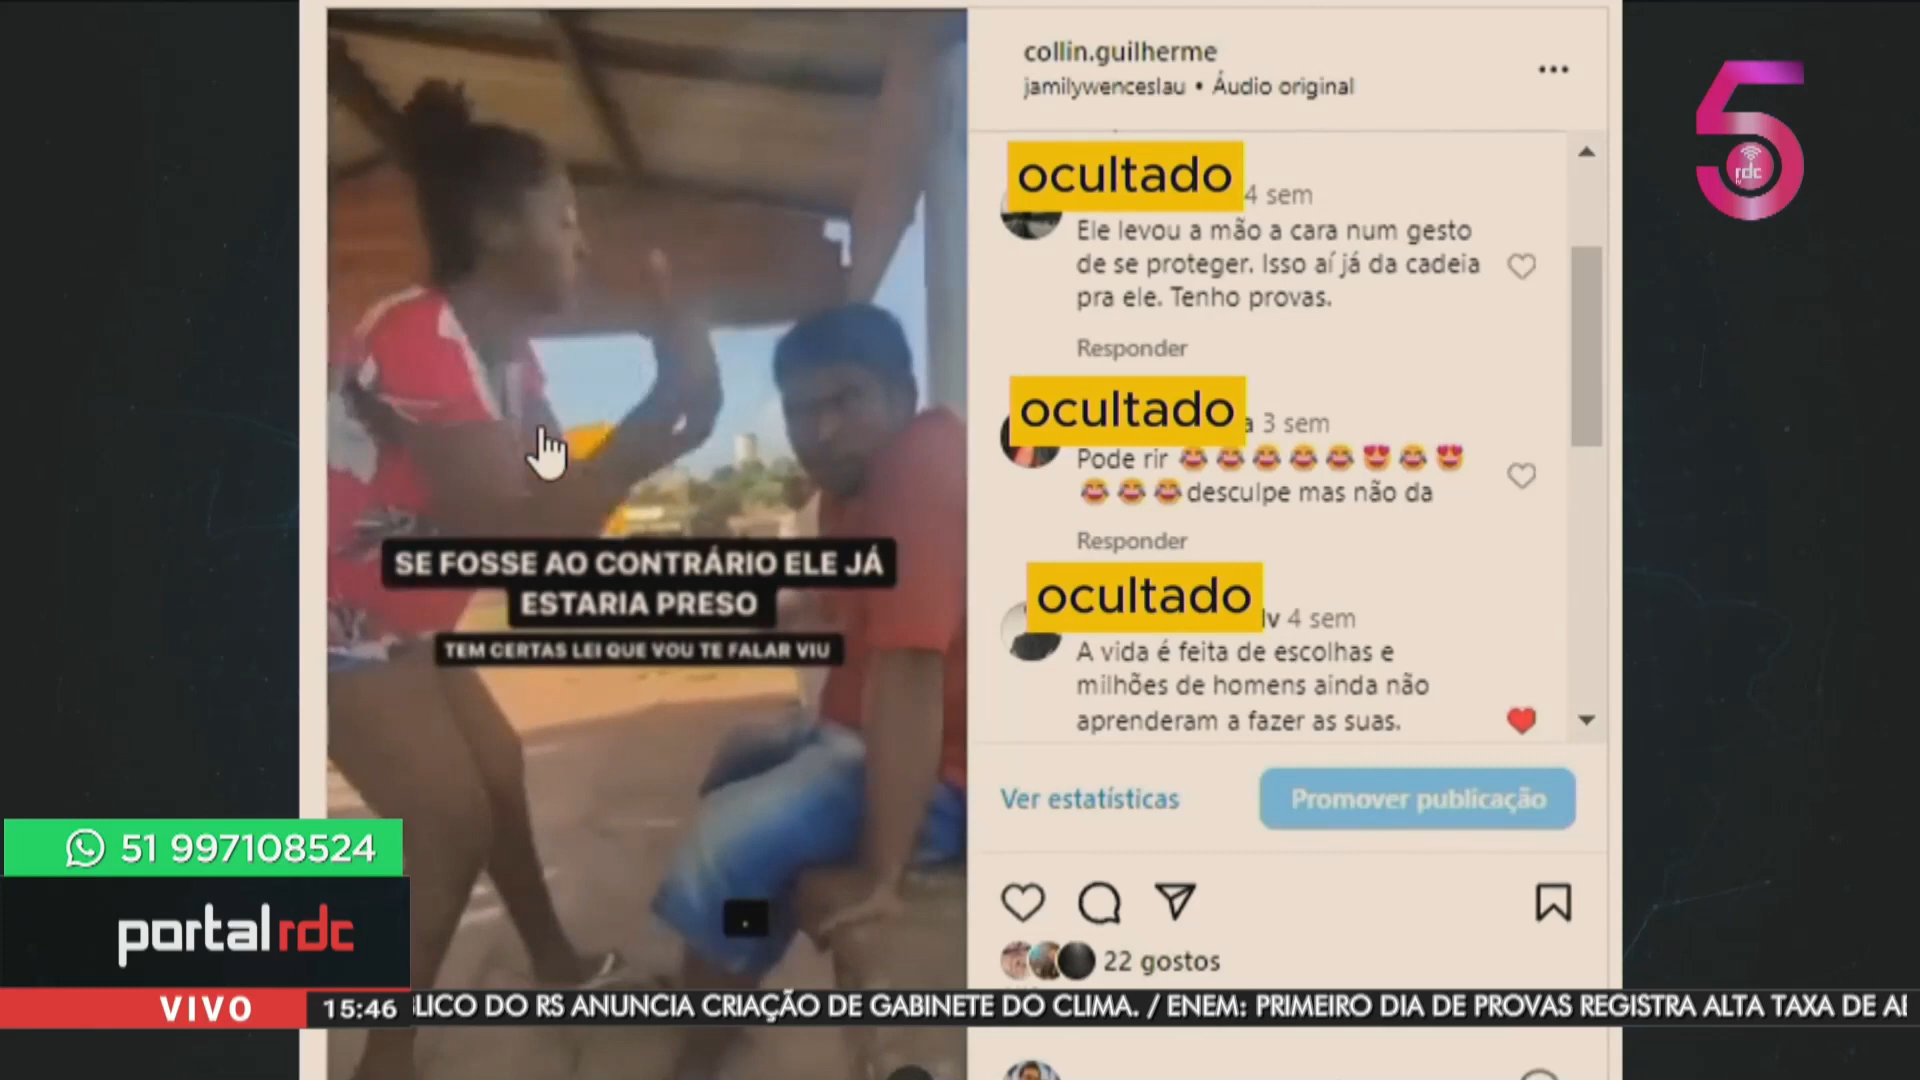 collin.guilherme
jamilywenceslau • Áudio original
5
rdc
tv
ocultado
4 sem
Ele levou a mão a cara num gesto
de se proteger. Isso aí já da cadeia
pra ele. Tenho provas.
Responder
ocultado
a 3 sem
Pode rir 😂😂😂😂😂😍😂😍
😂😂😂desculpe mas não da
Responder
ocultado
lv 4 sem
A vida é feita de escolhas e
milhões de homens ainda não
aprenderam a fazer as suas.
SE FOSSE AO CONTRÁRIO ELE JÁ
ESTARIA PRESO
TEM CERTAS LEI QUE VOU TE FALAR VIU
Ver estatísticas
Promover publicação
22 gostos
51 997108524
portal rdc
VIVO
15:46
BLICO DO RS ANUNCIA CRIAÇÃO DE GABINETE DO CLIMA. / ENEM: PRIMEIRO DIA DE PROVAS REGISTRA ALTA TAXA DE A